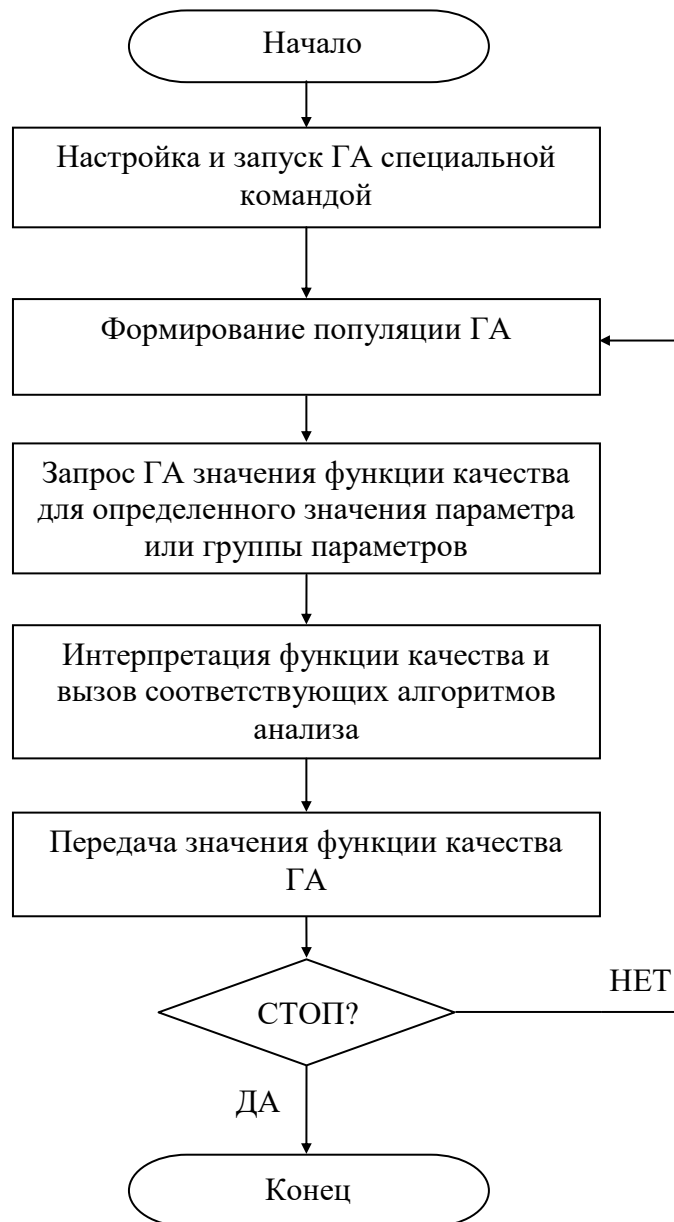 Начало
Настройка и запуск ГА специальной
командой
Формирование популяции ГА
Запрос ГА значения функции качества
для определенного значения параметра
или группы параметров
Интерпретация функции качества и
вызов соответствующих алгоритмов
анализа
Передача значения функции качества
ГА
НЕТ
СТОП?
ДА
Конец